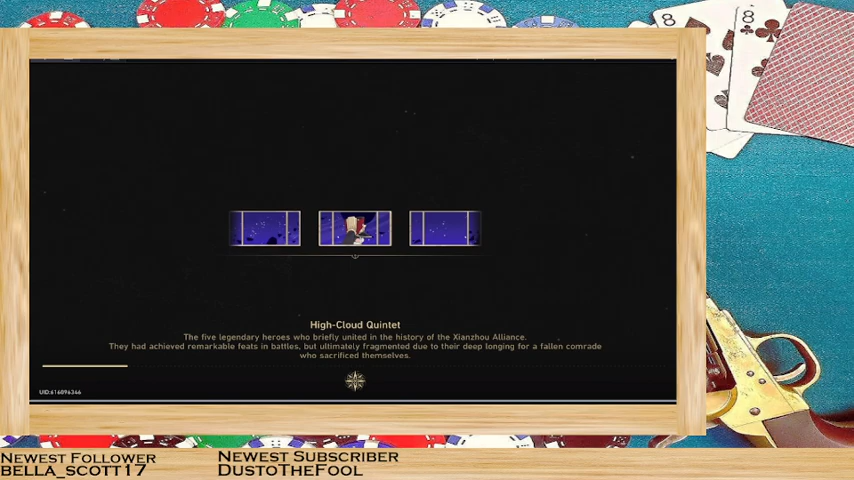 8 8
High-Cloud Quintet
The five legendary heroes who briefly united in the history of the Xianzhou Alliance.
They had achieved remarkable feats in battles, but ultimately fragmented due to their deep longing for a fallen comrade
who sacrificed themselves.
UID:616096346
NEWEST FOLLOWER
BELLA_SCOTT17
NEWEST SUBSCRIBER
DUSTOTHEFOOL